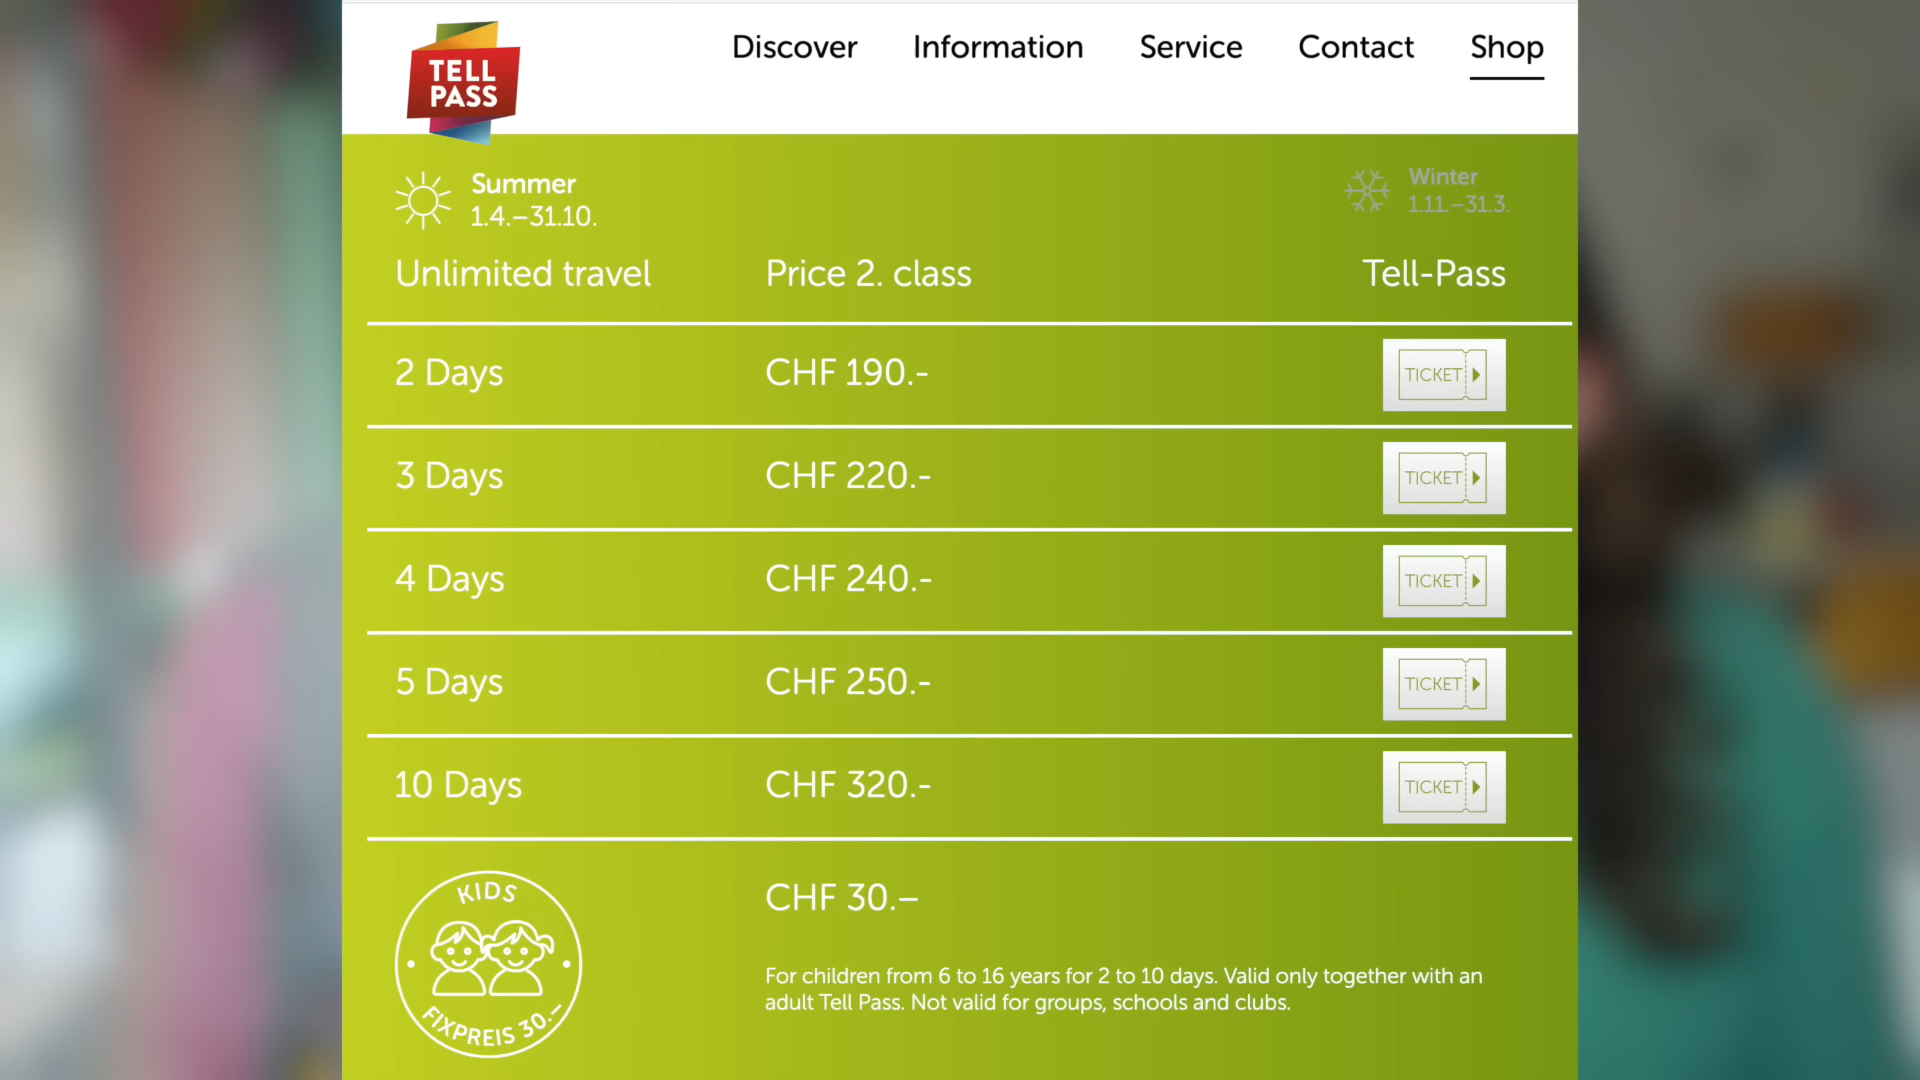 TELL
PASS
Discover
Information
Service
Contact
Shop
Summer
1.4.–31.10.
Winter
1.11.–31.3.
Unlimited travel
Price 2. class
Tell-Pass
2 Days
CHF 190.-
TICKET
3 Days
CHF 220.-
TICKET
4 Days
CHF 240.-
TICKET
5 Days
CHF 250.-
TICKET
10 Days
CHF 320.-
TICKET
KIDS
FIXPREIS 30.–
CHF 30.–
For children from 6 to 16 years for 2 to 10 days. Valid only together with an
adult Tell Pass. Not valid for groups, schools and clubs.